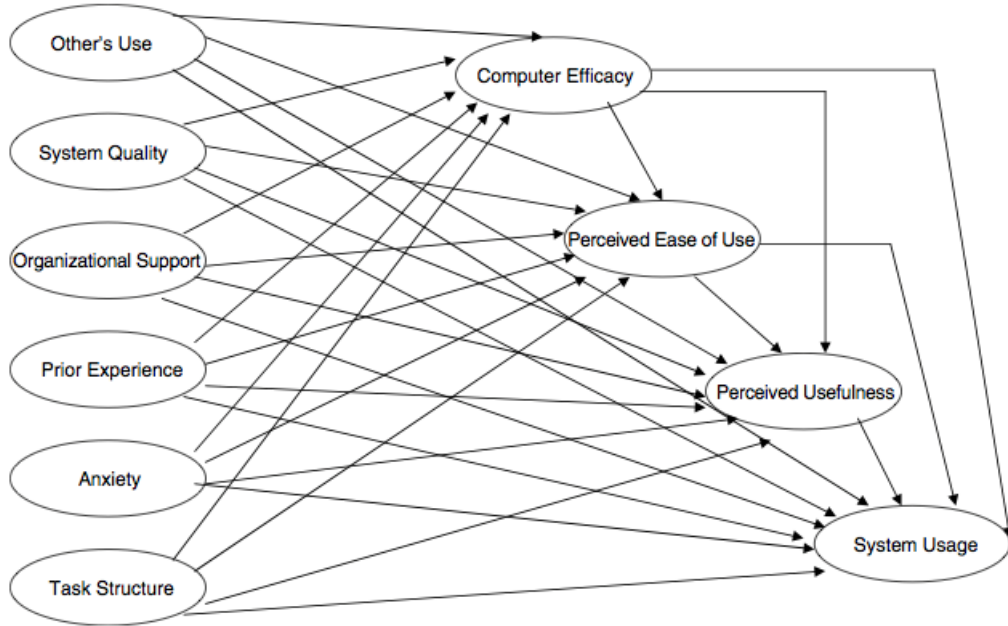 Other's Use
Computer Efficacy
System Quality
Perceived Ease of Use
Organizational Support
Prior Experience
Perceived Usefulness
Anxiety
System Usage
Task Structure